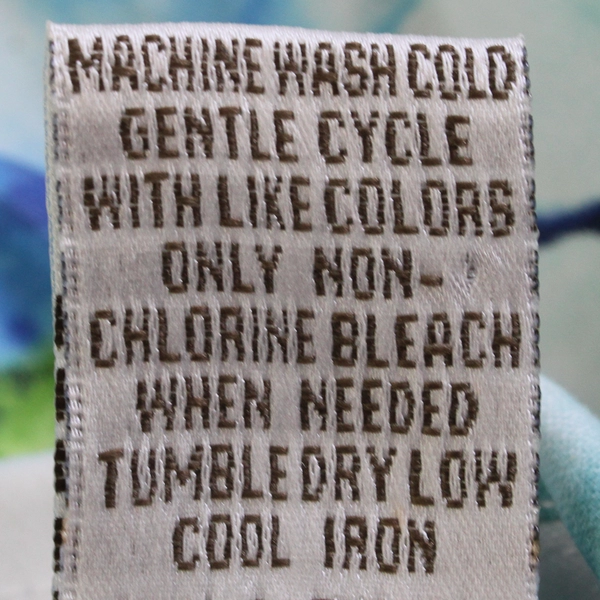 MACHINE WASH COLD
GENTLE CYCLE
WITH LIKE COLORS
ONLY NON-
CHLORINE BLEACH
WHEN NEEDED
TUMBLE DRY LOW
COOL IRON